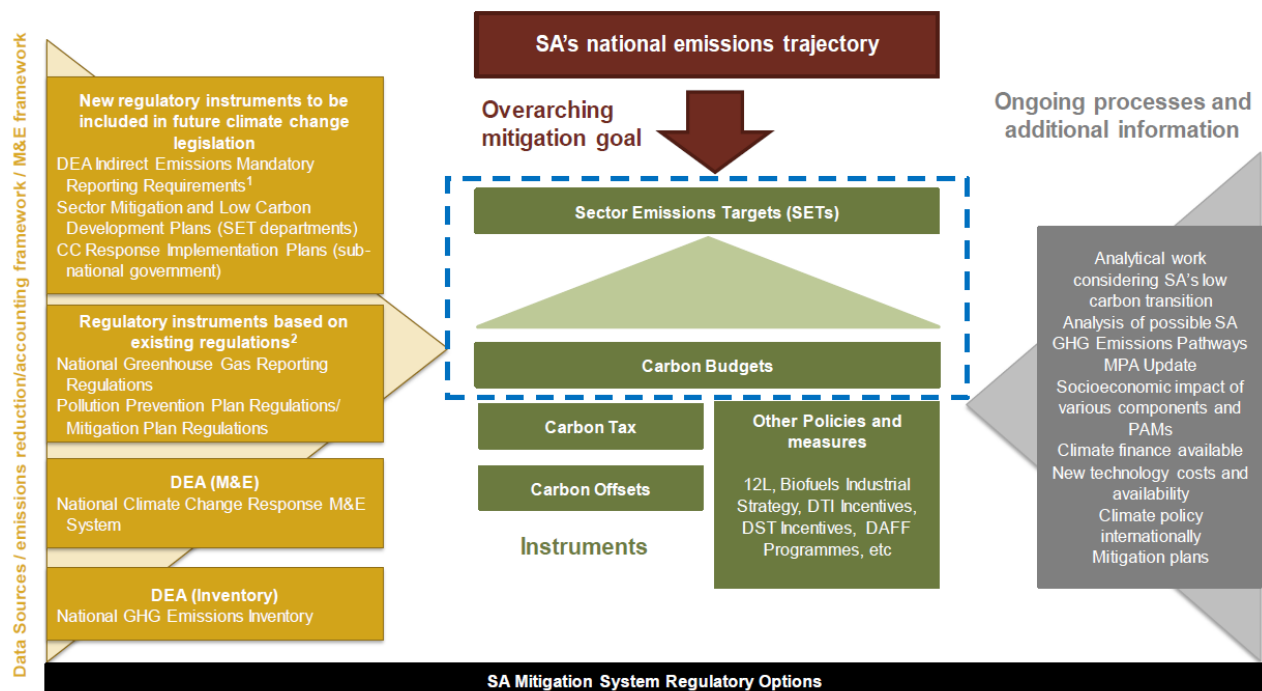 Data Sources / emissions reduction/accounting framework / M&E framework
SA's national emissions trajectory
Overarching
mitigation goal
New regulatory instruments to be
included in future climate change
legislation
DEA Indirect Emissions Mandatory
Reporting Requirements¹
Sector Mitigation and Low Carbon
Development Plans (SET departments)
CC Response Implementation Plans (sub-
national government)
Regulatory instruments based on
existing regulations²
National Greenhouse Gas Reporting
Regulations
Pollution Prevention Plan Regulations/
Mitigation Plan Regulations
DEA (M&E)
National Climate Change Response M&E
System
DEA (Inventory)
National GHG Emissions Inventory
Sector Emissions Targets (SETs)
Carbon Budgets
Carbon Tax
Carbon Offsets
Instruments
Other Policies and
measures
12L, Biofuels Industrial
Strategy, DTI Incentives,
DST Incentives, DAFF
Programmes, etc
Ongoing processes and
additional information
Analytical work
considering SA's low
carbon transition
Analysis of possible SA
GHG Emissions Pathways
MPA Update
Socioeconomic impact of
various components and
PAMs
Climate finance available
New technology costs and
availability
Climate policy
internationally
Mitigation plans
SA Mitigation System Regulatory Options